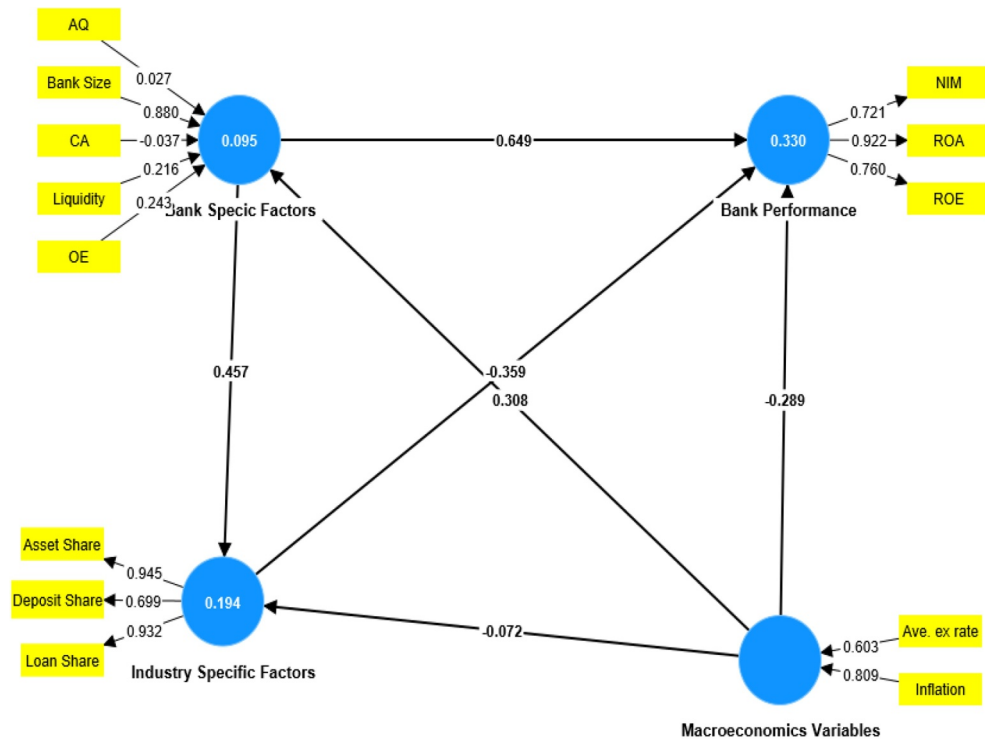 AQ
0.027
Bank Size
0.880
CA
-0.037
Liquidity
0.216
OE
0.243
0.095
Bank Specic Factors
0.649
0.330
Bank Performance
0.721
NIM
0.922
ROA
0.760
ROE
0.457
-0.359
0.308
-0.289
Asset Share
0.945
Deposit Share
0.699
Loan Share
0.932
0.194
Industry Specific Factors
-0.072
Ave. ex rate
0.603
Inflation
0.809
Macroeconomics Variables